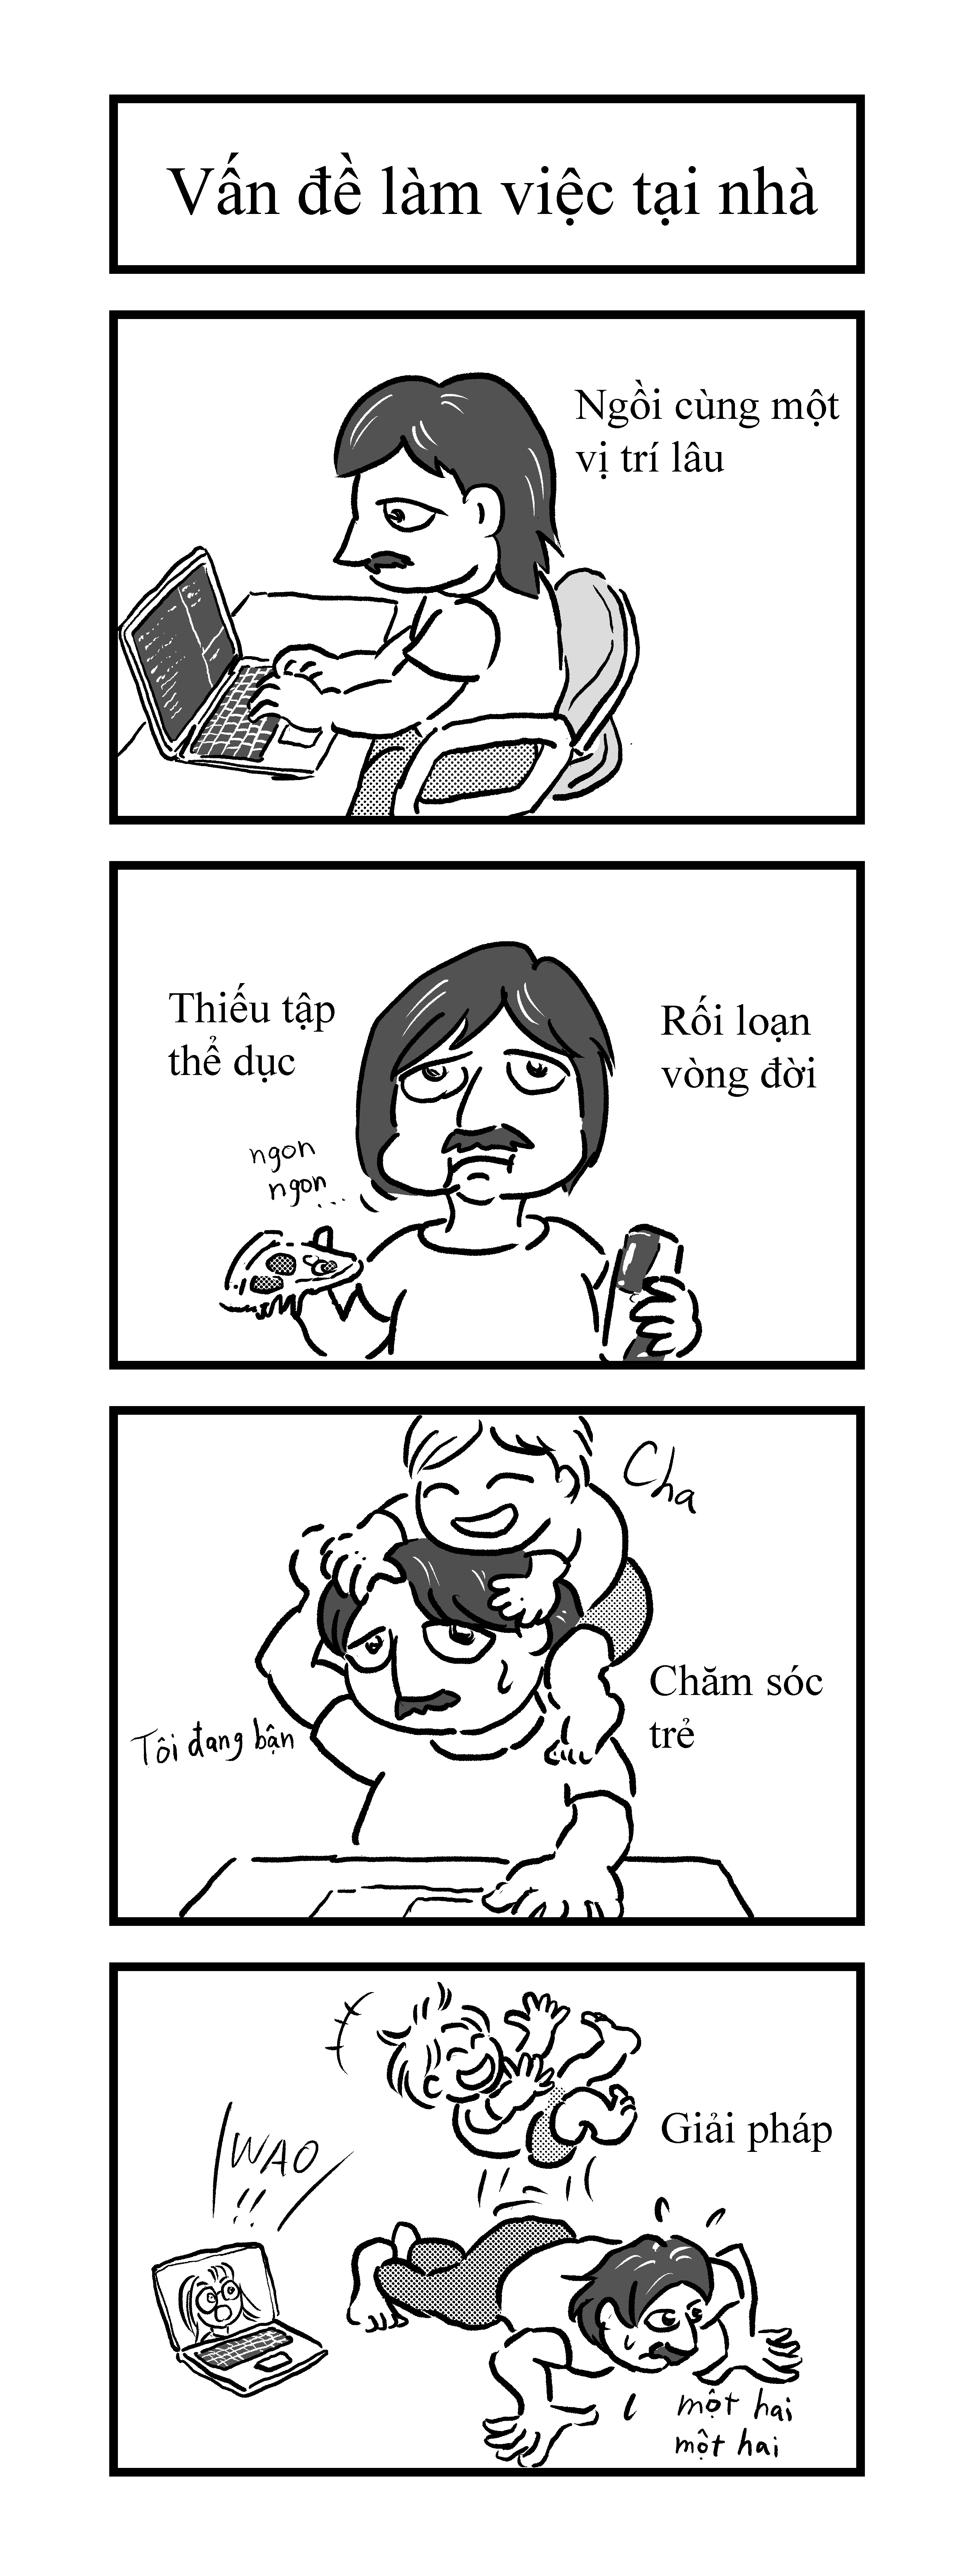 Vấn đề làm việc tại nhà
Ngồi cùng một
vị trí lâu
Thiếu tập
thể dục
Rối loạn
vòng đời
ngon
ngon...
Cha
Chăm sóc
trẻ
Tôi đang bận
Giải pháp
WAO
!!
một hai
một hai